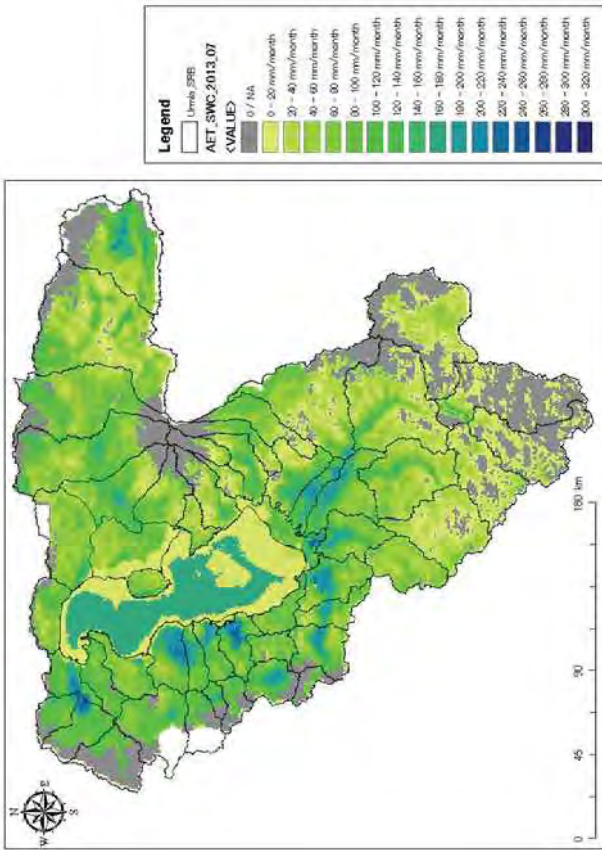 Legend
Urmia_SRB
AET_SWC_2013_07
<VALUE>
0 / NA
0 - 20 mm/month
20 - 40 mm/month
40 - 60 mm/month
60 - 80 mm/month
80 - 100 mm/month
100 - 120 mm/month
120 - 140 mm/month
140 - 160 mm/month
160 - 180 mm/month
180 - 200 mm/month
200 - 220 mm/month
220 - 240 mm/month
240 - 260 mm/month
260 - 280 mm/month
280 - 300 mm/month
300 - 320 mm/month
N
W
E
S
0 45 90 180 km